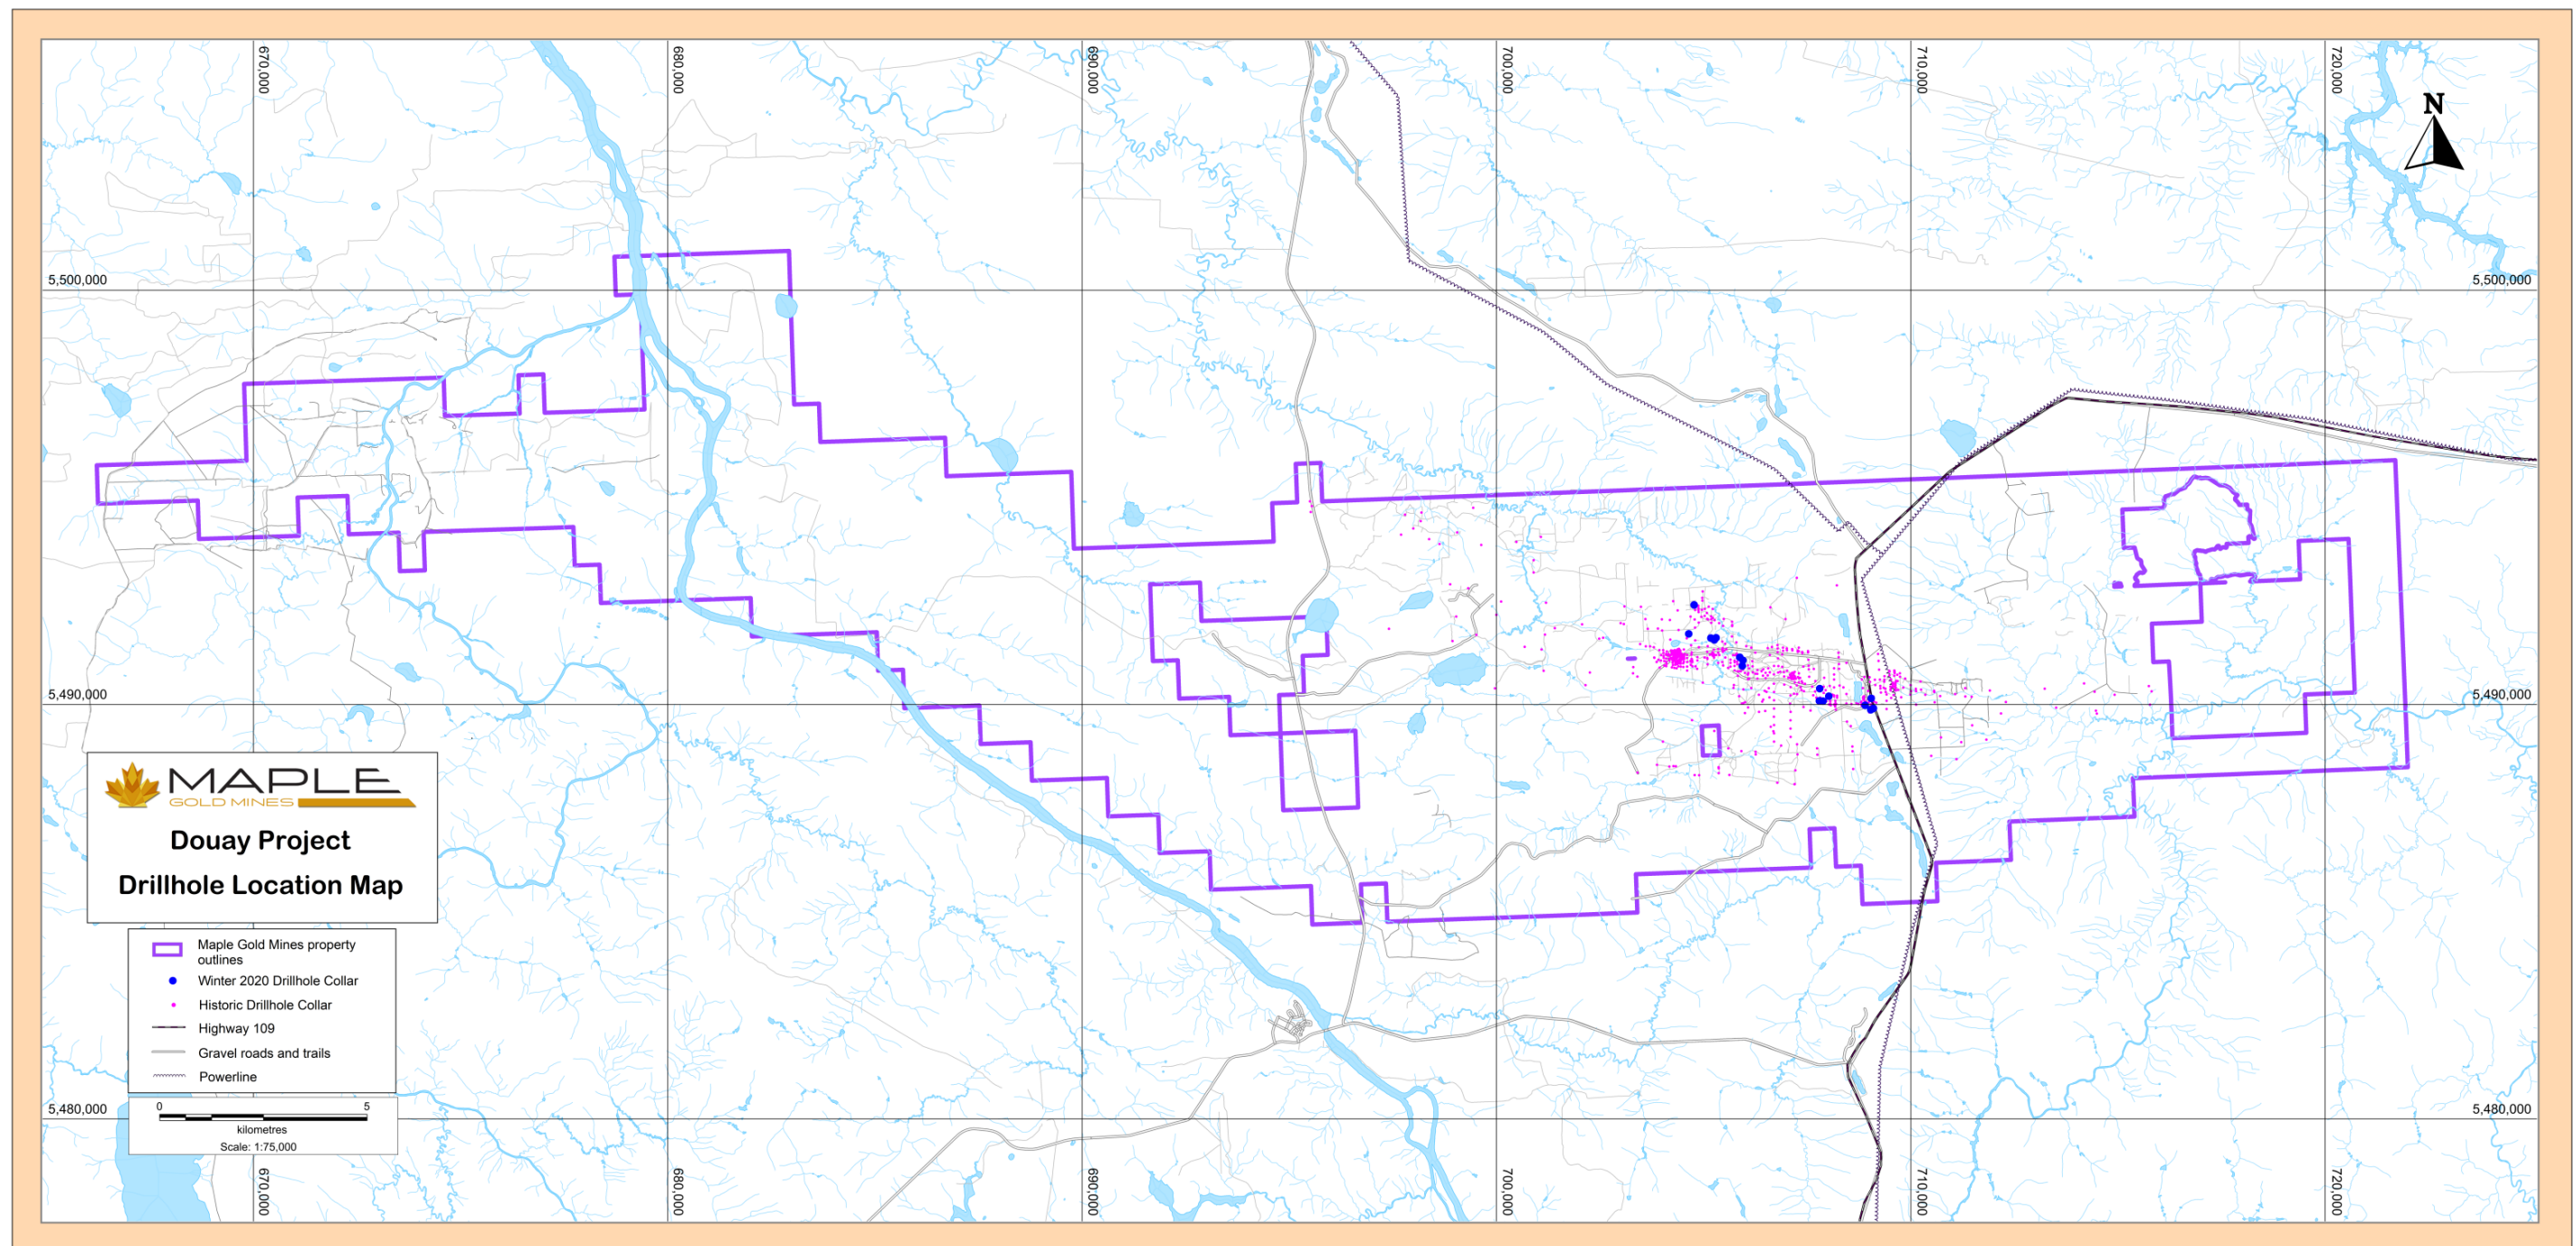 670,000
680,000
690,000
700,000
710,000
720,000
N
5,500,000
5,500,000
5,490,000
5,490,000
MAPLE
GOLD MINES
Douay Project
Drillhole Location Map
Maple Gold Mines property
outlines
Winter 2020 Drillhole Collar
Historic Drillhole Collar
Highway 109
Gravel roads and trails
Powerline
5,480,000
5,480,000
0 5
kilometres
Scale: 1:75,000
670,000
680,000
690,000
700,000
710,000
720,000